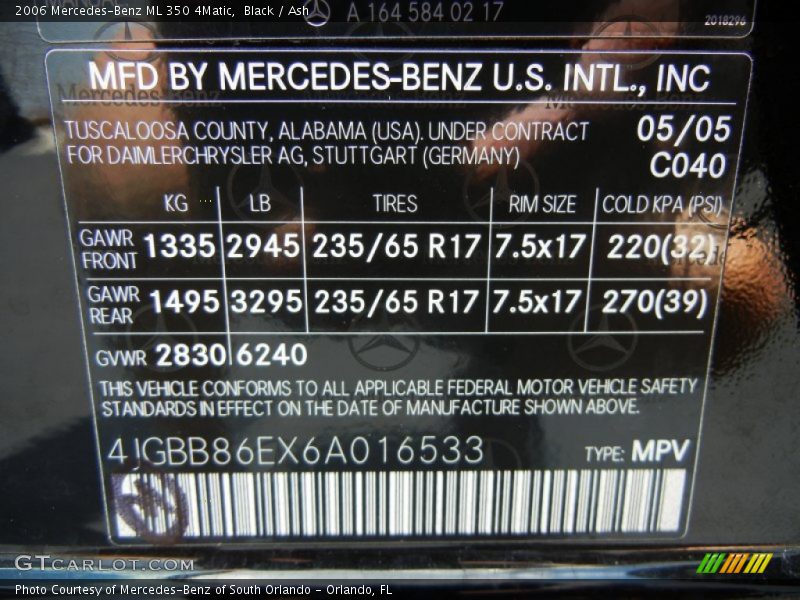 2006 Mercedes-Benz ML 350 4Matic, Black / Ash
A 164 584 02 17
2018296
MFD BY MERCEDES-BENZ U.S. INTL., INC
TUSCALOOSA COUNTY, ALABAMA (USA). UNDER CONTRACT
FOR DAIMLERCHRYSLER AG, STUTTGART (GERMANY)
05/05
C040
KG LB TIRES RIM SIZE COLD KPA (PSI)
GAWR FRONT 1335 2945 235/65 R17 7.5x17 220(32)
GAWR REAR 1495 3295 235/65 R17 7.5x17 270(39)
GVWR 2830 6240
THIS VEHICLE CONFORMS TO ALL APPLICABLE FEDERAL MOTOR VEHICLE SAFETY
STANDARDS IN EFFECT ON THE DATE OF MANUFACTURE SHOWN ABOVE.
4JGBB86EX6A016533 TYPE: MPV
GTCARLOT.COM
Photo Courtesy of Mercedes-Benz of South Orlando - Orlando, FL